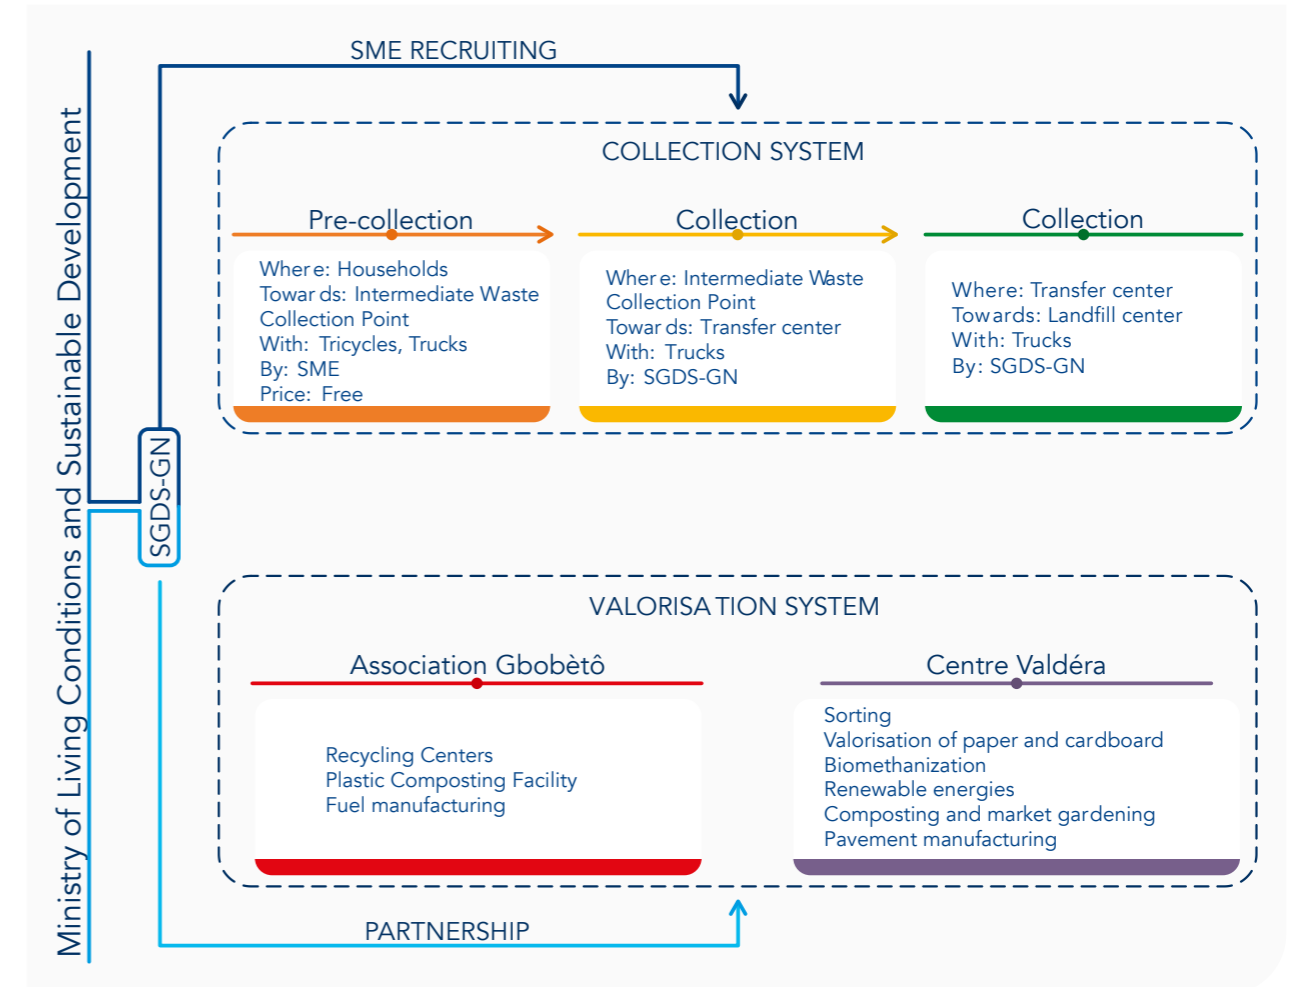 Ministry of Living Conditions and Sustainable Development
SGDS-GN
SME RECRUITING
COLLECTION SYSTEM
Pre-collection
Where: Households
Towards: Intermediate Waste
Collection Point
With: Tricycles, Trucks
By: SME
Price: Free
Collection
Where: Intermediate Waste
Collection Point
Towards: Transfer center
With: Trucks
By: SGDS-GN
Collection
Where: Transfer center
Towards: Landfill center
With: Trucks
By: SGDS-GN
VALORISATION SYSTEM
Association Gbobètô
Recycling Centers
Plastic Composting Facility
Fuel manufacturing
Centre Valdéra
Sorting
Valorisation of paper and cardboard
Biomethanization
Renewable energies
Composting and market gardening
Pavement manufacturing
PARTNERSHIP